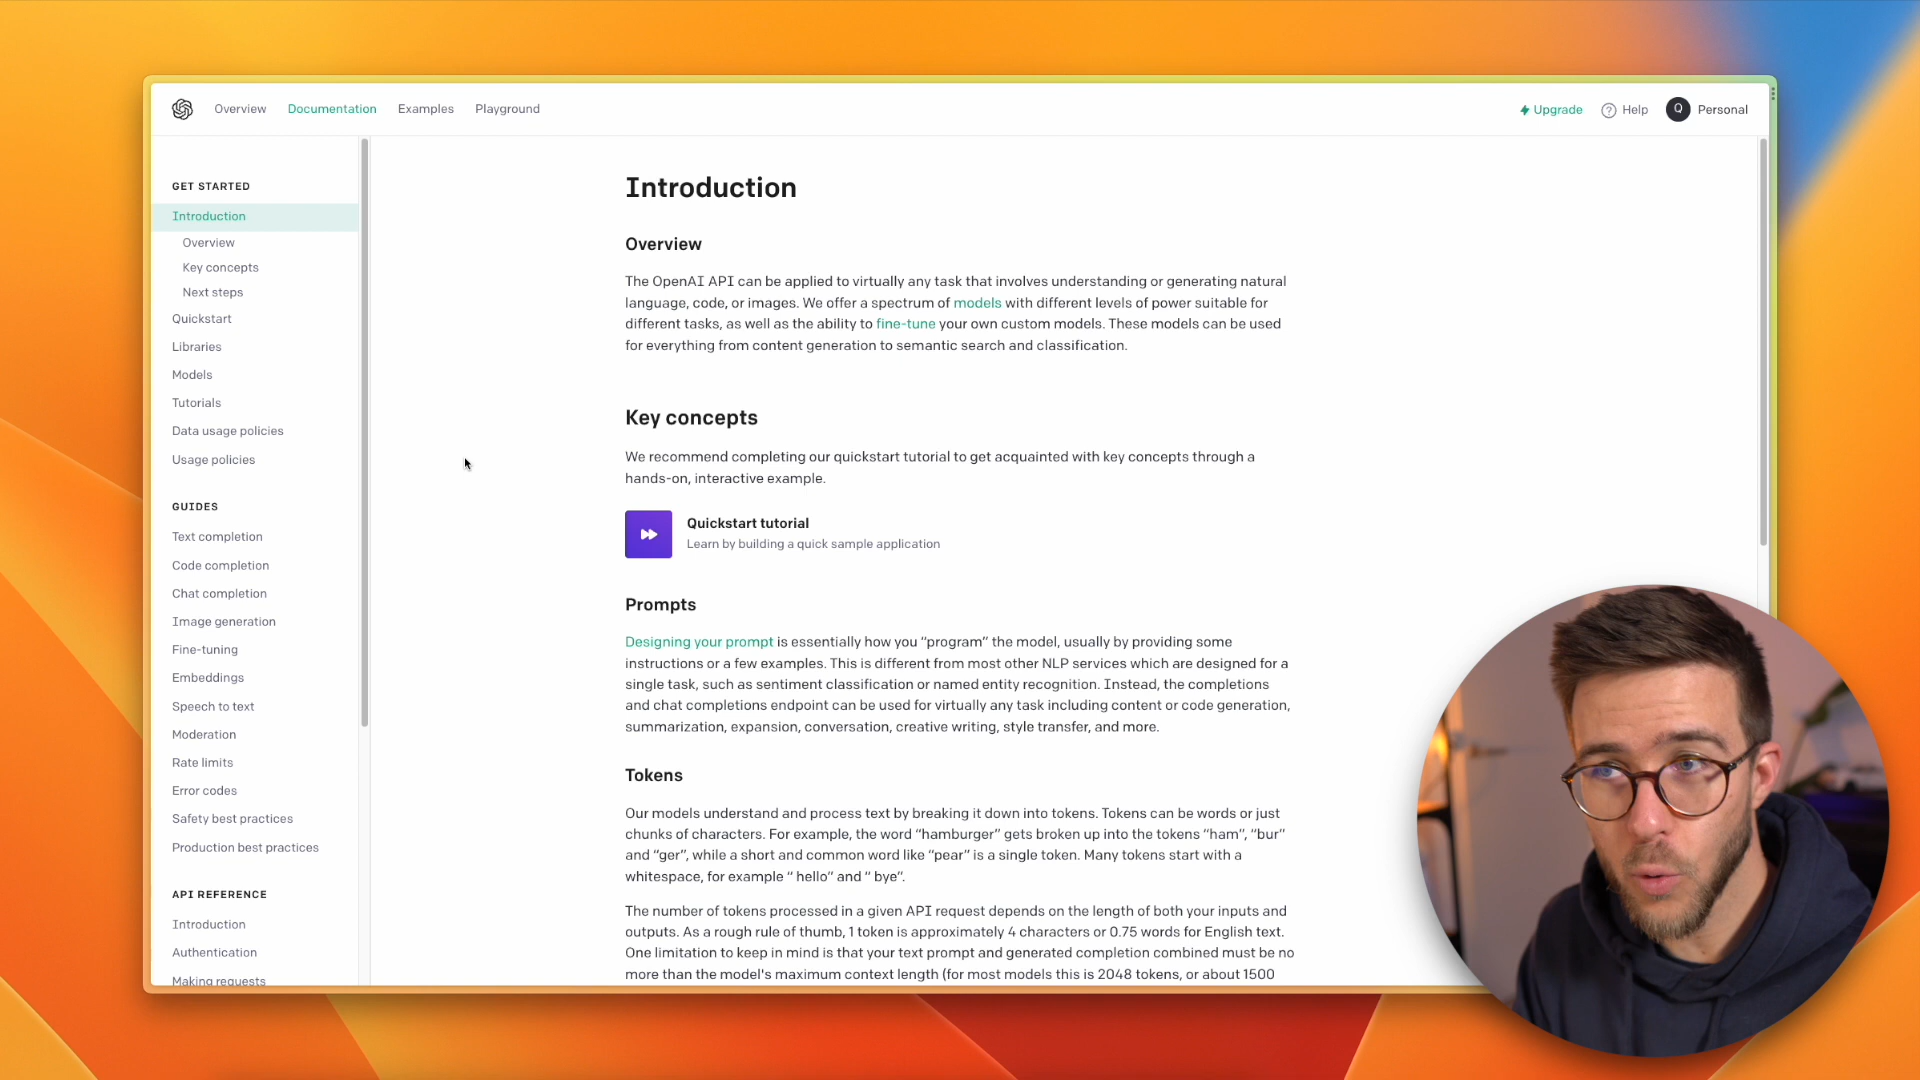 Overview Documentation Examples Playground
Upgrade Help Q Personal
GET STARTED
Introduction
Overview
Key concepts
Next steps
Quickstart
Libraries
Models
Tutorials
Data usage policies
Usage policies
GUIDES
Text completion
Code completion
Chat completion
Image generation
Fine-tuning
Embeddings
Speech to text
Moderation
Rate limits
Error codes
Safety best practices
Production best practices
API REFERENCE
Introduction
Authentication
Making requests
Introduction
Overview
The OpenAI API can be applied to virtually any task that involves understanding or generating natural
language, code, or images. We offer a spectrum of models with different levels of power suitable for
different tasks, as well as the ability to fine-tune your own custom models. These models can be used
for everything from content generation to semantic search and classification.
Key concepts
We recommend completing our quickstart tutorial to get acquainted with key concepts through a
hands-on, interactive example.
Quickstart tutorial
Learn by building a quick sample application
Prompts
Designing your prompt is essentially how you “program” the model, usually by providing some
instructions or a few examples. This is different from most other NLP services which are designed for a
single task, such as sentiment classification or named entity recognition. Instead, the completions
and chat completions endpoint can be used for virtually any task including content or code generation,
summarization, expansion, conversation, creative writing, style transfer, and more.
Tokens
Our models understand and process text by breaking it down into tokens. Tokens can be words or just
chunks of characters. For example, the word “hamburger” gets broken up into the tokens “ham”, “bur”
and “ger”, while a short and common word like “pear” is a single token. Many tokens start with a
whitespace, for example “ hello” and “ bye”.
The number of tokens processed in a given API request depends on the length of both your inputs and
outputs. As a rough rule of thumb, 1 token is approximately 4 characters or 0.75 words for English text.
One limitation to keep in mind is that your text prompt and generated completion combined must be no
more than the model's maximum context length (for most models this is 2048 tokens, or about 1500